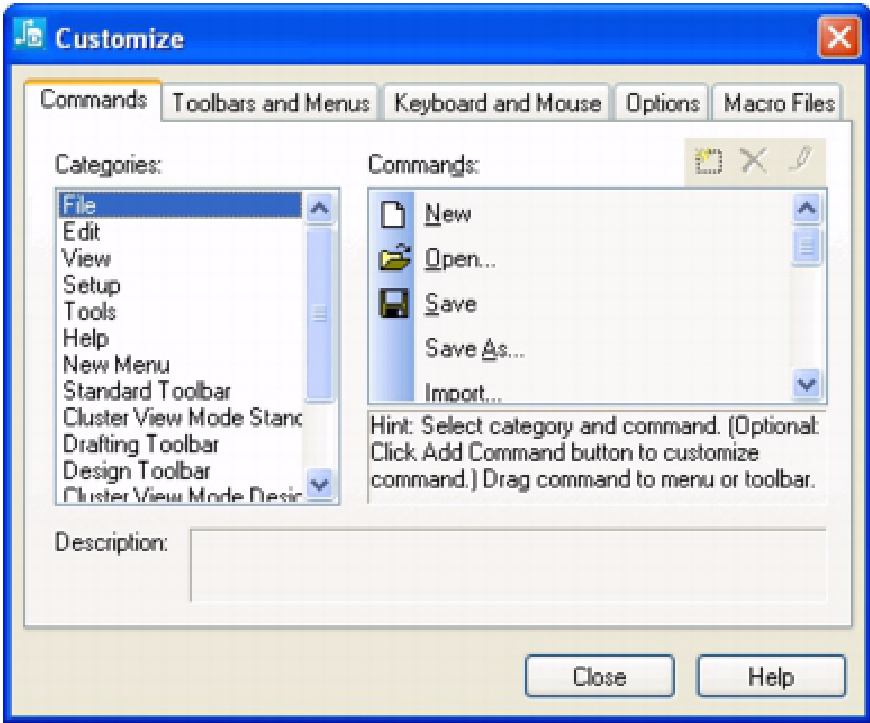 Customize
Commands
Toolbars and Menus
Keyboard and Mouse
Options
Macro Files
Categories:
File
Edit
View
Setup
Tools
Help
New Menu
Standard Toolbar
Cluster View Mode Stand
Drafting Toolbar
Design Toolbar
Cluster View Mode Desig
Commands:
New
Open...
Save
Save As...
Import...
Hint: Select category and command. (Optional:
Click Add Command button to customize
command.) Drag command to menu or toolbar.
Description:
Close
Help